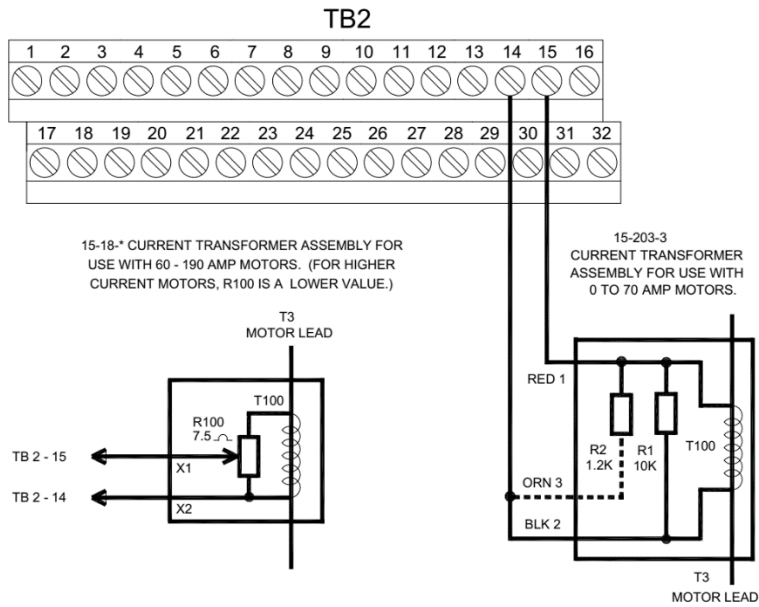 TB2
1 2 3 4 5 6 7 8 9 10 11 12 13 14 15 16
17 18 19 20 21 22 23 24 25 26 27 28 29 30 31 32
15-18-* CURRENT TRANSFORMER ASSEMBLY FOR
USE WITH 60 - 190 AMP MOTORS. (FOR HIGHER
CURRENT MOTORS, R100 IS A LOWER VALUE.)
T3
MOTOR LEAD
T100
R100
7.5
TB 2 - 15
X1
TB 2 - 14
X2
15-203-3
CURRENT TRANSFORMER
ASSEMBLY FOR USE WITH
0 TO 70 AMP MOTORS.
RED 1
R2
1.2K
R1
10K
T100
ORN 3
BLK 2
T3
MOTOR LEAD